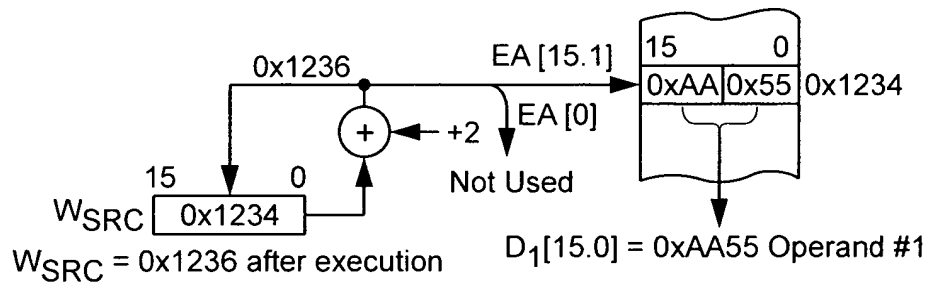 15 0
0x1236 EA [15.1]
0xAA 0x55 0x1234
EA [0]
+ +2
Not Used
15 0
WSRC 0x1234
WSRC = 0x1236 after execution
D1[15.0] = 0xAA55 Operand #1